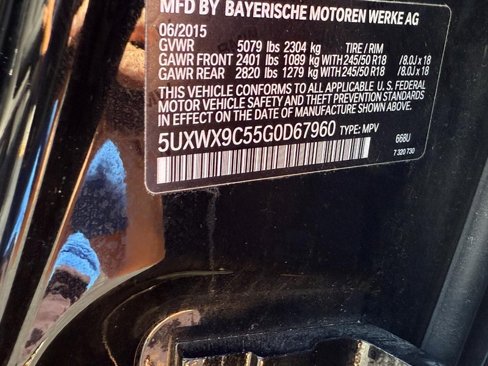 MFD BY BAYERISCHE MOTOREN WERKE AG
06/2015
GVWR 5079 lbs 2304 kg TIRE / RIM
GAWR FRONT 2401 lbs 1089 kg WITH 245/50 R18 / 8.0J x 18
GAWR REAR 2820 lbs 1279 kg WITH 245/50 R18 / 8.0J x 18
THIS VEHICLE CONFORMS TO ALL APPLICABLE U.S. FEDERAL
MOTOR VEHICLE SAFETY AND THEFT PREVENTION STANDARDS
IN EFFECT ON THE DATE OF MANUFACTURE SHOWN ABOVE.
5UXWX9C55G0D67960 TYPE: MPV 668U
7 320 730